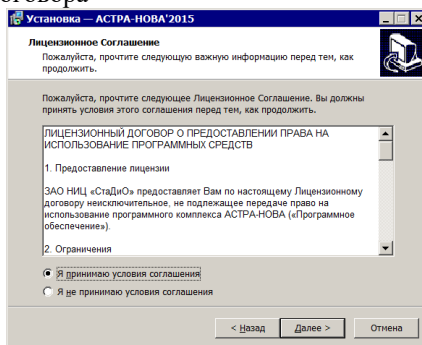 оговора
Установка — АСТРА-НОВА'2015
Лицензионное Соглашение
Пожалуйста, прочтите следующую важную информацию перед тем, как
продолжить.
Пожалуйста, прочтите следующее Лицензионное Соглашение. Вы должны
принять условия этого соглашения перед тем, как продолжить.
ЛИЦЕНЗИОННЫЙ ДОГОВОР О ПРЕДОСТАВЛЕНИИ ПРАВА НА
ИСПОЛЬЗОВАНИЕ ПРОГРАММНЫХ СРЕДСТВ
1. Предоставление лицензии
ЗАО НИЦ «СтаДиО» предоставляет Вам по настоящему Лицензионному
договору неисключительное, не подлежащее передаче право на
использование программного комплекса АСТРА-НОВА («Программное
обеспечение»).
2. Ограничения
Я принимаю условия соглашения
Я не принимаю условия соглашения
< Назад Далее > Отмена